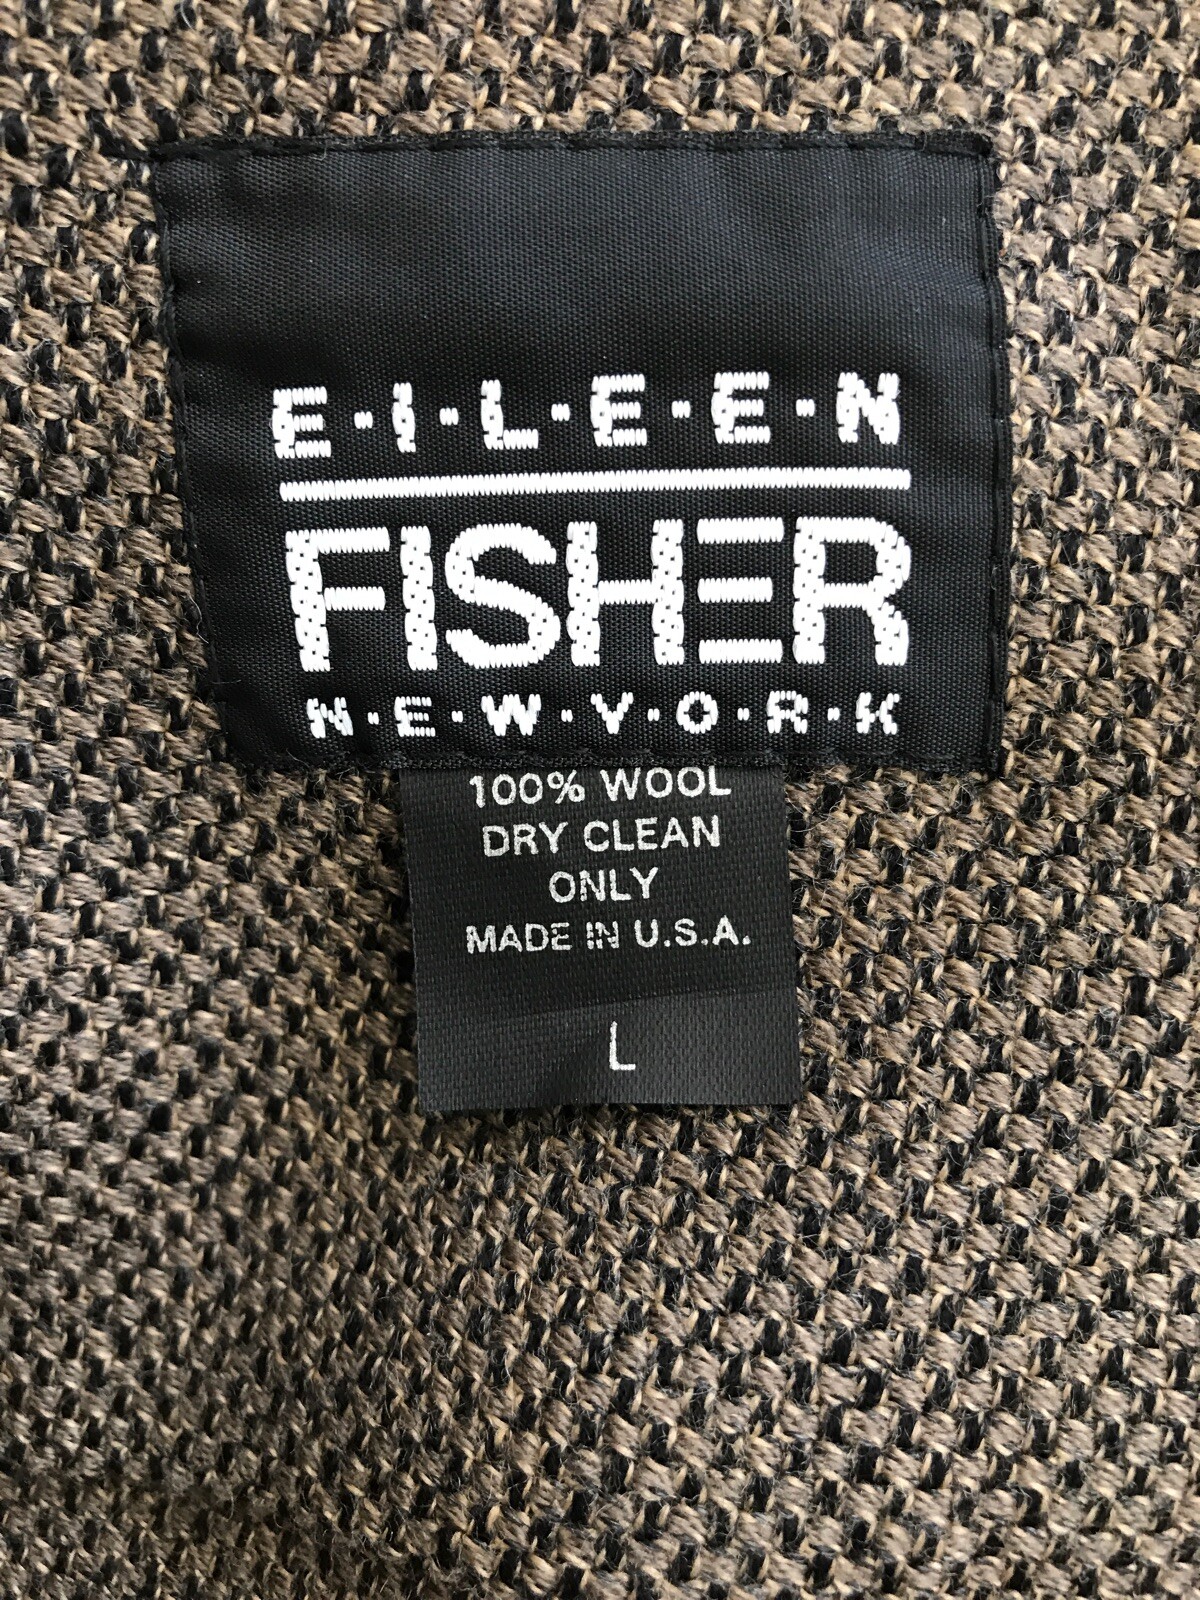 E·I·L·E·E·N
FISHER
N·E·W·Y·O·R·K
100% WOOL
DRY CLEAN
ONLY
MADE IN U.S.A.
L